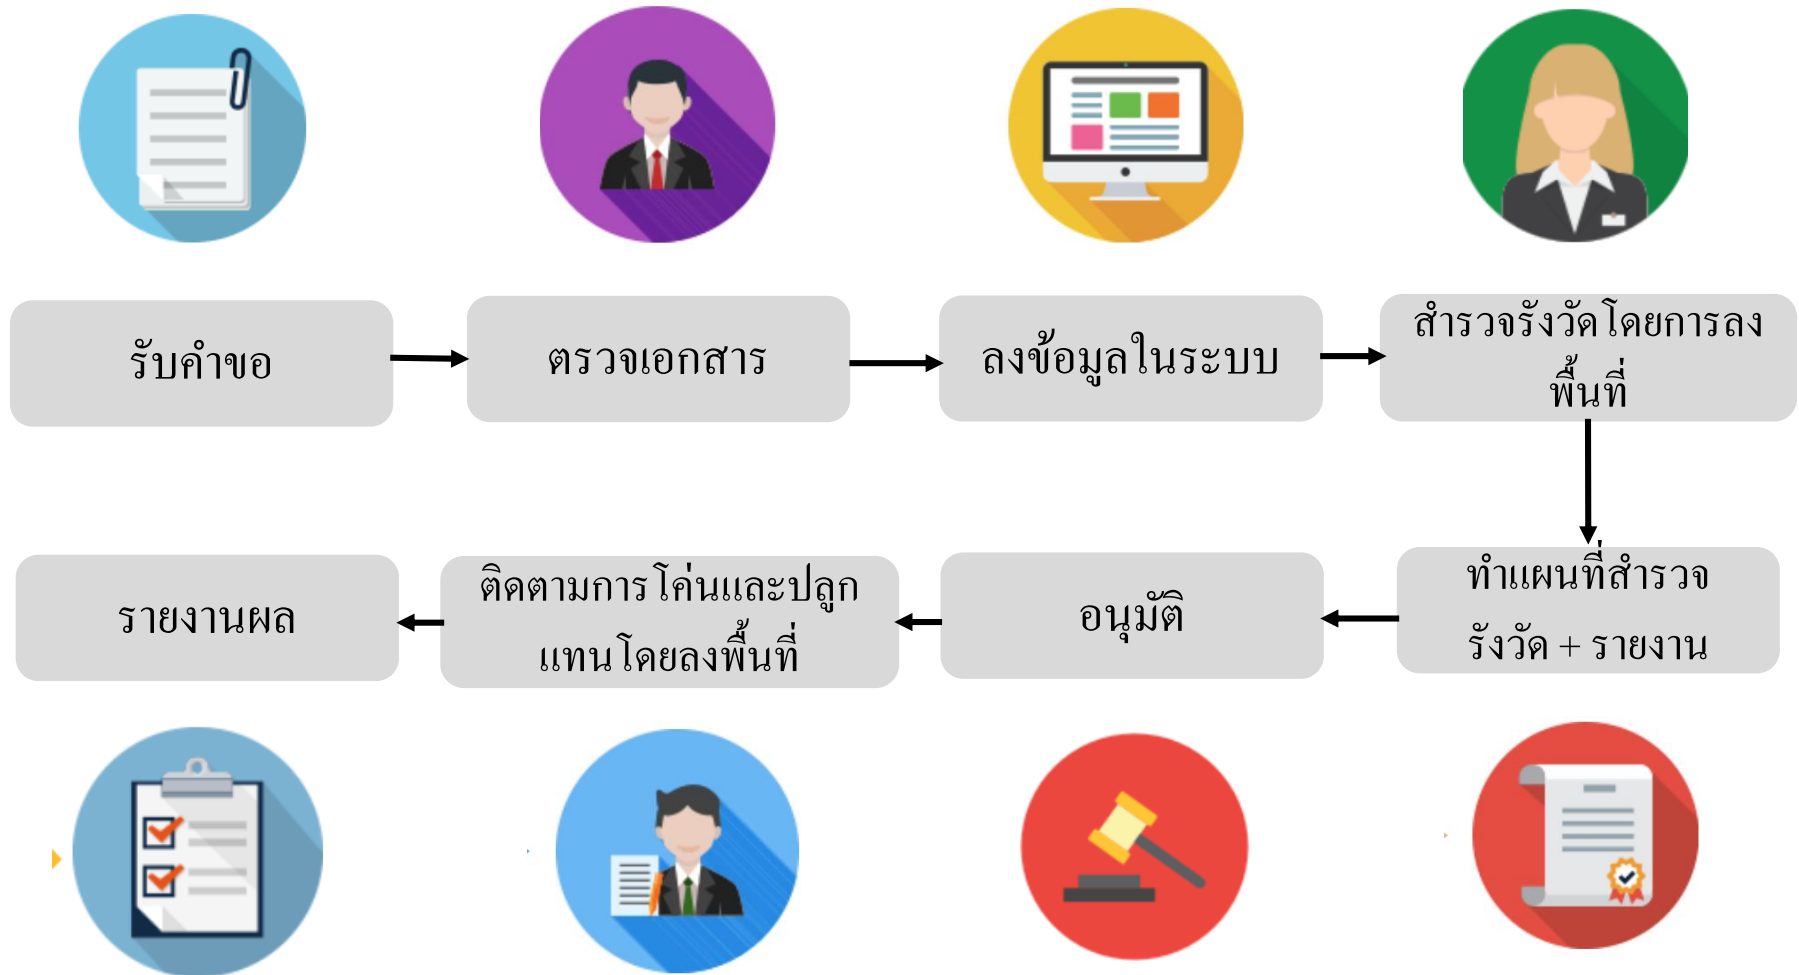 รับคำขอ
ตรวจเอกสาร
ลงข้อมูลในระบบ
สำรวจรังวัดโดยการลง
พื้นที่
ทำแผนที่สำรวจ
รังวัด + รายงาน
อนุมัติ
ติดตามการโค่นและปลูก
แทนโดยลงพื้นที่
รายงานผล